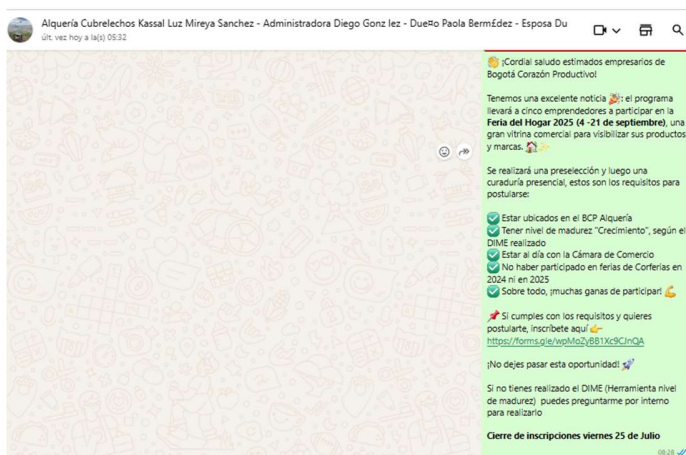 Alquería Cubrelechos Kassal Luz Mireya Sanchez - Administradora Diego Gonz lez - Due¤o Paola Berm£dez - Esposa Du
últ. vez hoy a la(s) 05:32
👏 ¡Cordial saludo estimados empresarios de
Bogotá Corazón Productivo!
Tenemos una excelente noticia 🎉: el programa
llevará a cinco emprendedores a participar en la
Feria del Hogar 2025 (4 -21 de septiembre), una
gran vitrina comercial para visibilizar sus productos
y marcas. 🏠✨
Se realizará una preselección y luego una
curaduría presencial, estos son los requisitos para
postularse:
✅ Estar ubicados en el BCP Alquería
✅ Tener nivel de madurez "Crecimiento", según el
DIME realizado
✅ Estar al día con la Cámara de Comercio
✅ No haber participado en ferias de Corferias en
2024 ni en 2025
✅ Sobre todo, ¡muchas ganas de participar! 💪
📌 Si cumples con los requisitos y quieres
postularte, inscríbete aquí 👉
https://forms.gle/wpMoZyBB1Xc9CJnQA
¡No dejes pasar esta oportunidad! 🚀
Si no tienes realizado el DIME (Herramienta nivel
de madurez) puedes preguntarme por interno
para realizarlo
Cierre de inscripciones viernes 25 de Julio
08:28